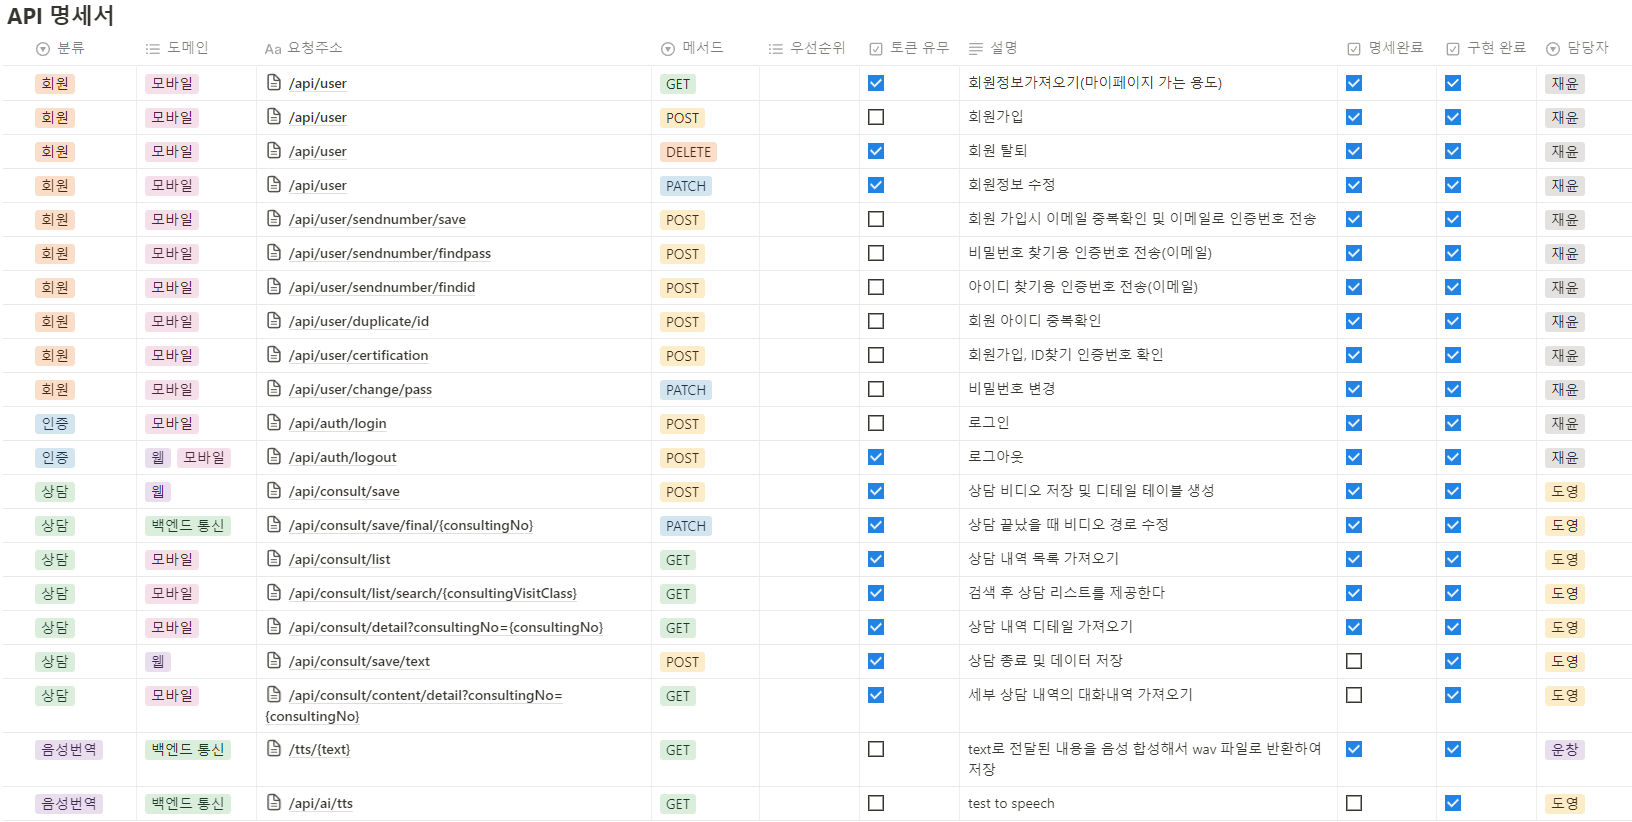 API 명세서
분류 도메인 Aa 요청주소 메서드 우선순위 토큰 유무 설명 명세완료 구현 완료 담당자
회원 모바일 /api/user GET 회원정보가져오기(마이페이지 가는 용도) 재윤
회원 모바일 /api/user POST 회원가입 재윤
회원 모바일 /api/user DELETE 회원 탈퇴 재윤
회원 모바일 /api/user PATCH 회원정보 수정 재윤
회원 모바일 /api/user/sendnumber/save POST 회원 가입시 이메일 중복확인 및 이메일로 인증번호 전송 재윤
회원 모바일 /api/user/sendnumber/findpass POST 비밀번호 찾기용 인증번호 전송(이메일) 재윤
회원 모바일 /api/user/sendnumber/findid POST 아이디 찾기용 인증번호 전송(이메일) 재윤
회원 모바일 /api/user/duplicate/id POST 회원 아이디 중복확인 재윤
회원 모바일 /api/user/certification POST 회원가입, ID찾기 인증번호 확인 재윤
회원 모바일 /api/user/change/pass PATCH 비밀번호 변경 재윤
인증 모바일 /api/auth/login POST 로그인 재윤
인증 웹 모바일 /api/auth/logout POST 로그아웃 재윤
상담 웹 /api/consult/save POST 상담 비디오 저장 및 디테일 테이블 생성 도영
상담 백엔드 통신 /api/consult/save/final/{consultingNo} PATCH 상담 끝났을 때 비디오 경로 수정 도영
상담 모바일 /api/consult/list GET 상담 내역 목록 가져오기 도영
상담 모바일 /api/consult/list/search/{consultingVisitClass} GET 검색 후 상담 리스트를 제공한다 도영
상담 모바일 /api/consult/detail?consultingNo={consultingNo} GET 상담 내역 디테일 가져오기 도영
상담 웹 /api/consult/save/text POST 상담 종료 및 데이터 저장 도영
상담 모바일 /api/consult/content/detail?consultingNo= GET 세부 상담 내역의 대화내역 가져오기 도영
{consultingNo}
음성번역 백엔드 통신 /tts/{text} GET text로 전달된 내용을 음성 합성해서 wav 파일로 반환하여 운창
저장
음성번역 백엔드 통신 /api/ai/tts GET test to speech 도영